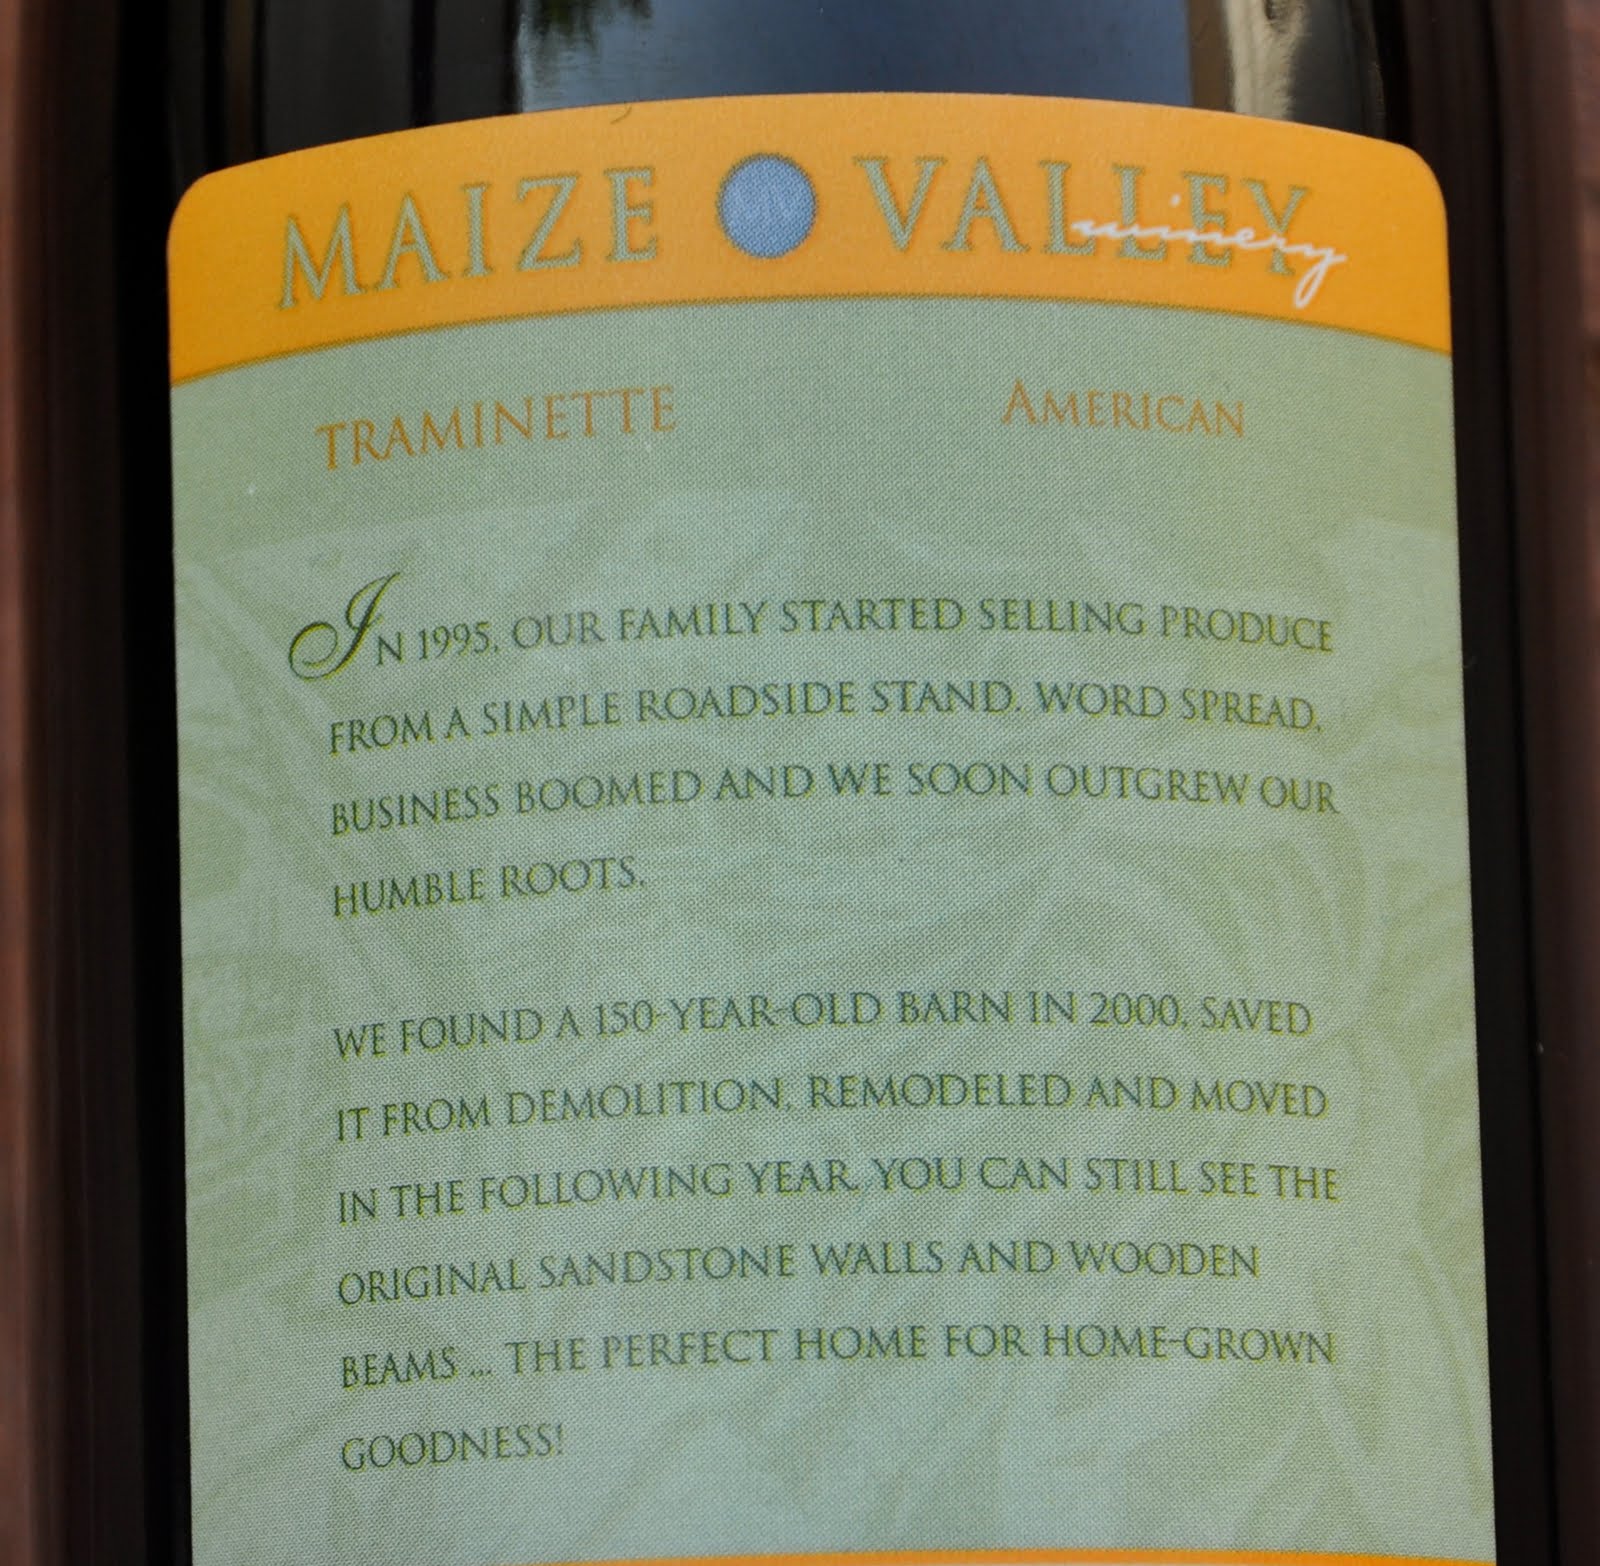 MAIZE VALLEY
winery
TRAMINETTE AMERICAN
IN 1995, OUR FAMILY STARTED SELLING PRODUCE
FROM A SIMPLE ROADSIDE STAND. WORD SPREAD,
BUSINESS BOOMED AND WE SOON OUTGREW OUR
HUMBLE ROOTS.
WE FOUND A 150-YEAR-OLD BARN IN 2000, SAVED
IT FROM DEMOLITION, REMODELED AND MOVED
IN THE FOLLOWING YEAR. YOU CAN STILL SEE THE
ORIGINAL SANDSTONE WALLS AND WOODEN
BEAMS ... THE PERFECT HOME FOR HOME-GROWN
GOODNESS!